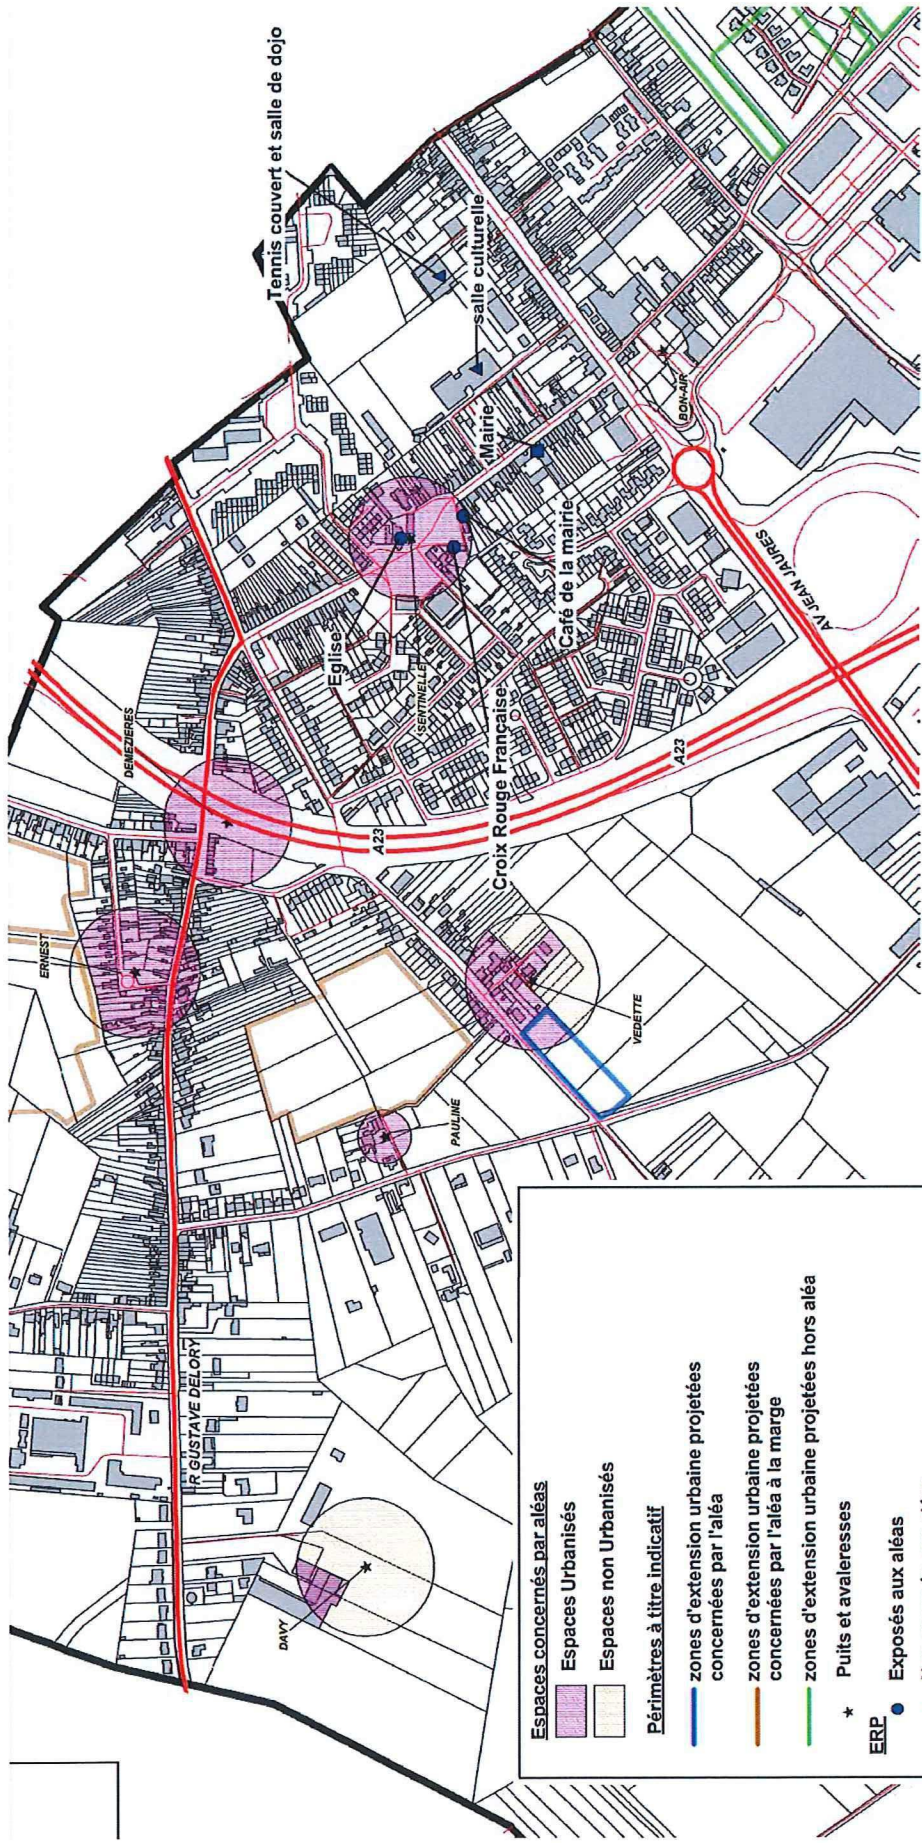 Tennis couvert et salle de dojo
salle culturelle
Mairie
Eglise
Café de la mairie
Croix Rouge Française
DEMEZIERES
ERNEST
SENTINELLE
BON-AIR
AV JEAN JAURES
A23
A23
VEDETTE
PAULINE
R GUSTAVE DELORY
DAVY
Espaces concernés par aléas
Espaces Urbanisés
Espaces non Urbanisés
Périmètres à titre indicatif
zones d'extension urbaine projetées
concernées par l'aléa
zones d'extension urbaine projetées
concernées par l'aléa à la marge
zones d'extension urbaine projetées hors aléa
Puits et avaleresses
ERP
Exposés aux aléas